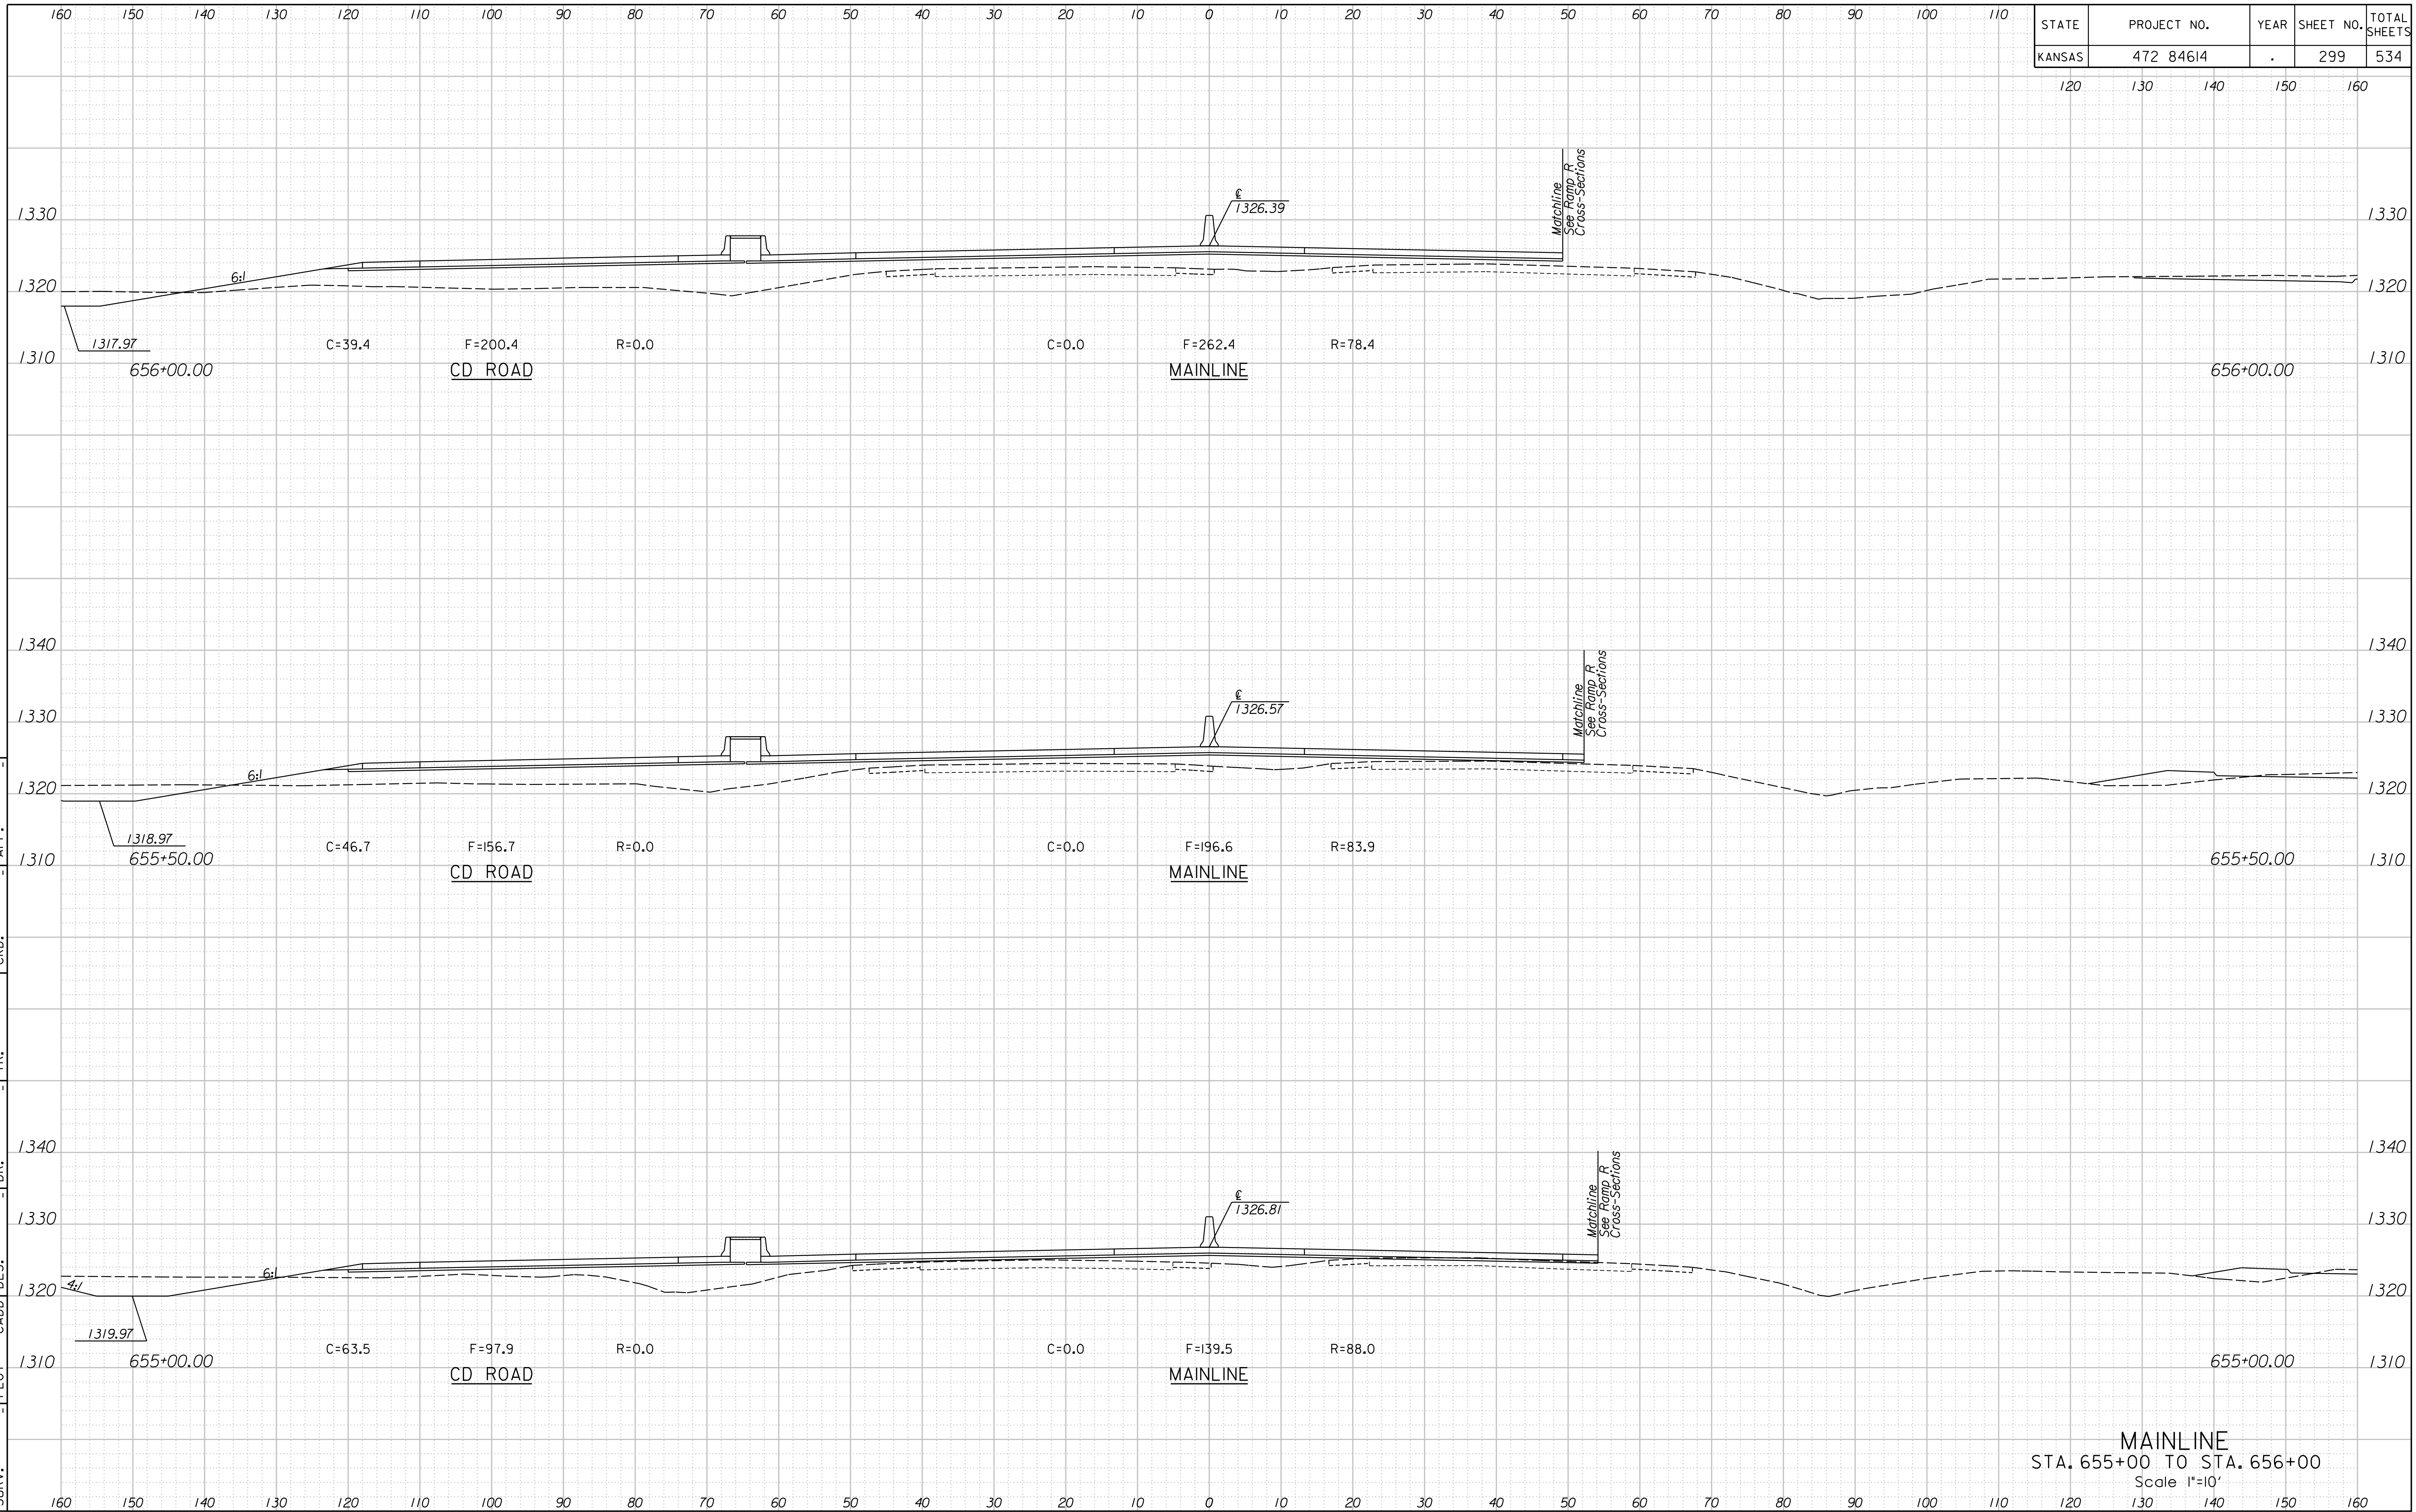 160 150 140 130 120 110 100 90 80 70 60 50 40 30 20 10 0 10 20 30 40 50 60 70 80 90 100 110
STATE PROJECT NO. YEAR SHEET NO. TOTAL SHEETS
KANSAS 472 84614 . 299 534
120 130 140 150 160
Matchline
See Ramp R
Cross-Sections
℄
1326.39
1330 1330
6:1
1320 1320
1317.97
C=39.4 F=200.4 R=0.0 C=0.0 F=262.4 R=78.4
1310 1310
656+00.00 CD ROAD MAINLINE 656+00.00
1340 1340
Matchline
See Ramp R
Cross-Sections
℄
1326.57
1330 1330
6:1
1320 1320
1318.97
C=46.7 F=156.7 R=0.0 C=0.0 F=196.6 R=83.9
1310 655+50.00 655+50.00 1310
CD ROAD MAINLINE
1340 1340
Matchline
See Ramp R
Cross-Sections
℄
1326.81
1330 1330
6:1
4:1
1320 1320
1319.97
C=63.5 F=97.9 R=0.0 C=0.0 F=139.5 R=88.0
1310 655+00.00 655+00.00 1310
CD ROAD MAINLINE
MAINLINE
STA. 655+00 TO STA. 656+00
Scale 1"=10'
160 150 140 130 120 110 100 90 80 70 60 50 40 30 20 10 0 10 20 30 40 50 60 70 80 90 100 110 120 130 140 150 160